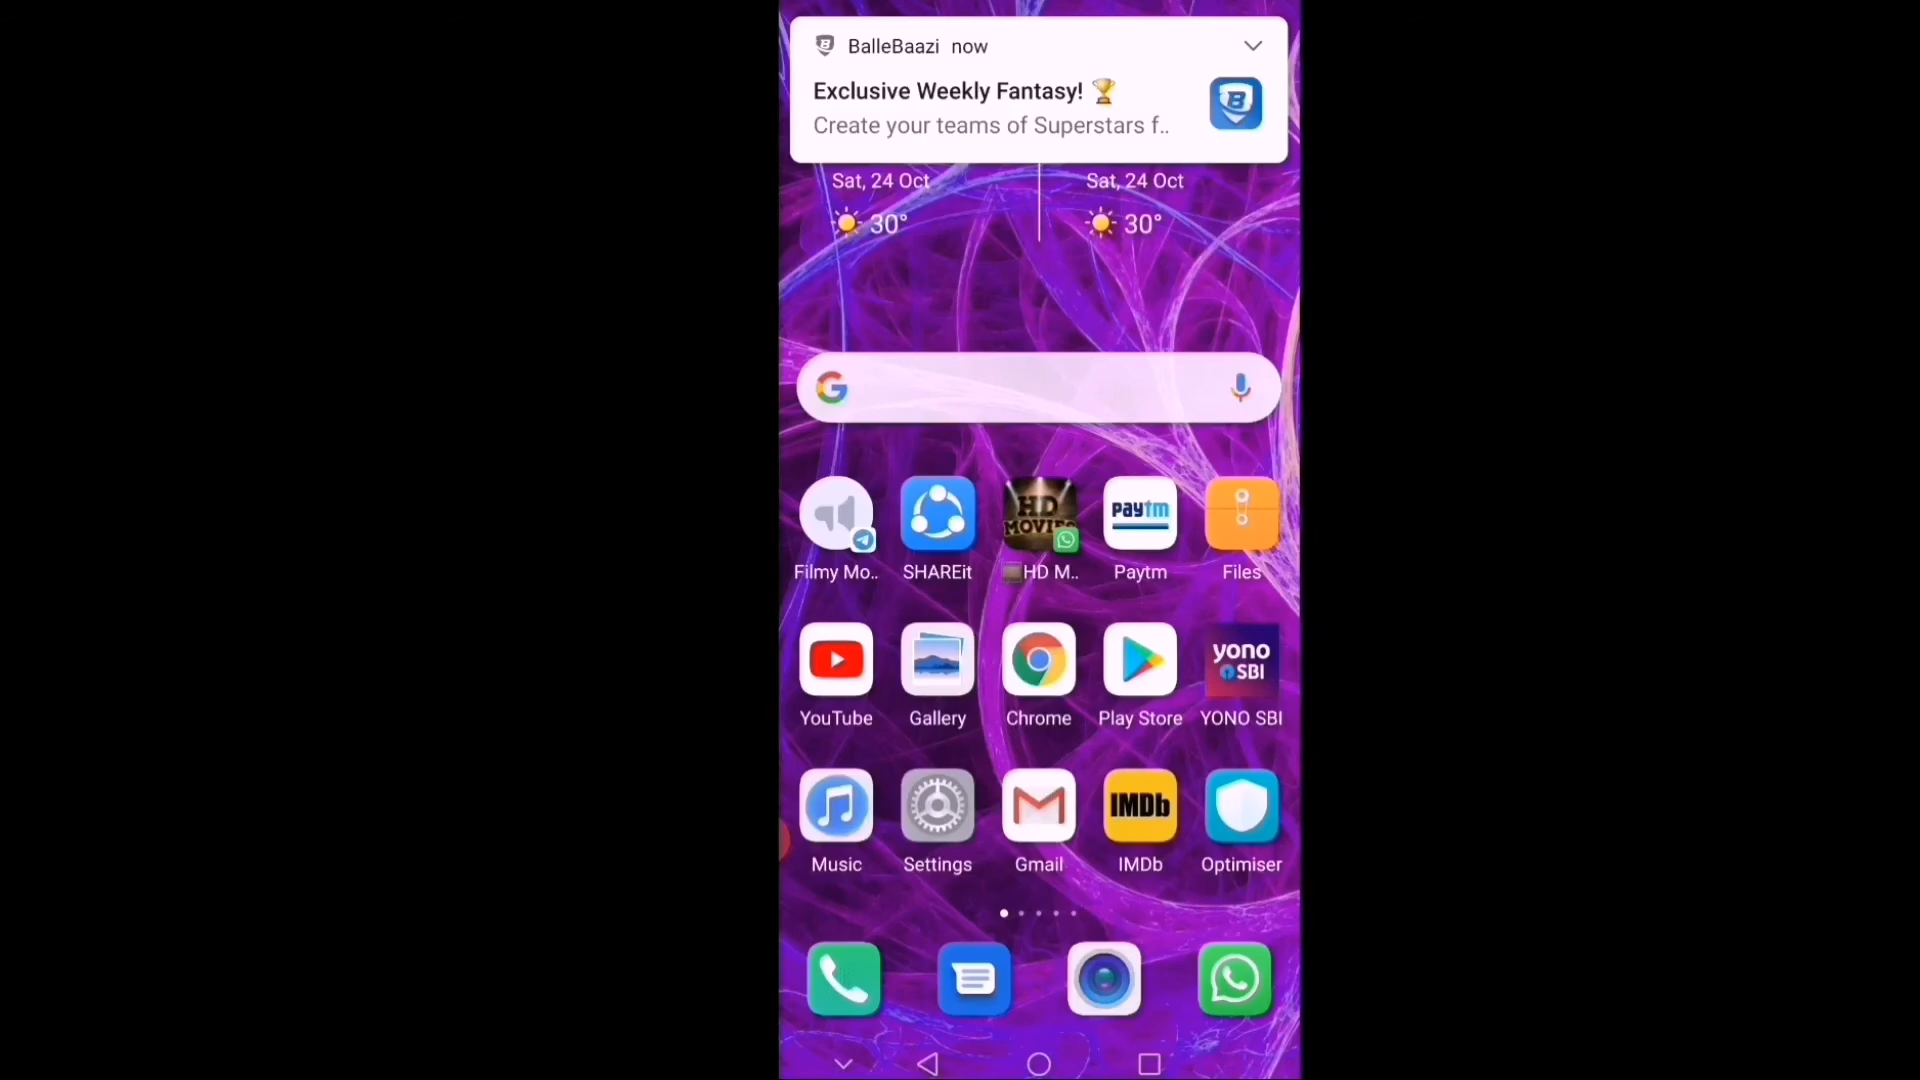 BalleBaazi now
Exclusive Weekly Fantasy! 🏆
Create your teams of Superstars f..
Sat, 24 Oct
Sat, 24 Oct
30°
30°
HD
MOVIES
paytm
Filmy Mo..
SHAREit
HD M..
Paytm
Files
yono
SBI
YouTube
Gallery
Chrome
Play Store
YONO SBI
IMDb
Music
Settings
Gmail
IMDb
Optimiser